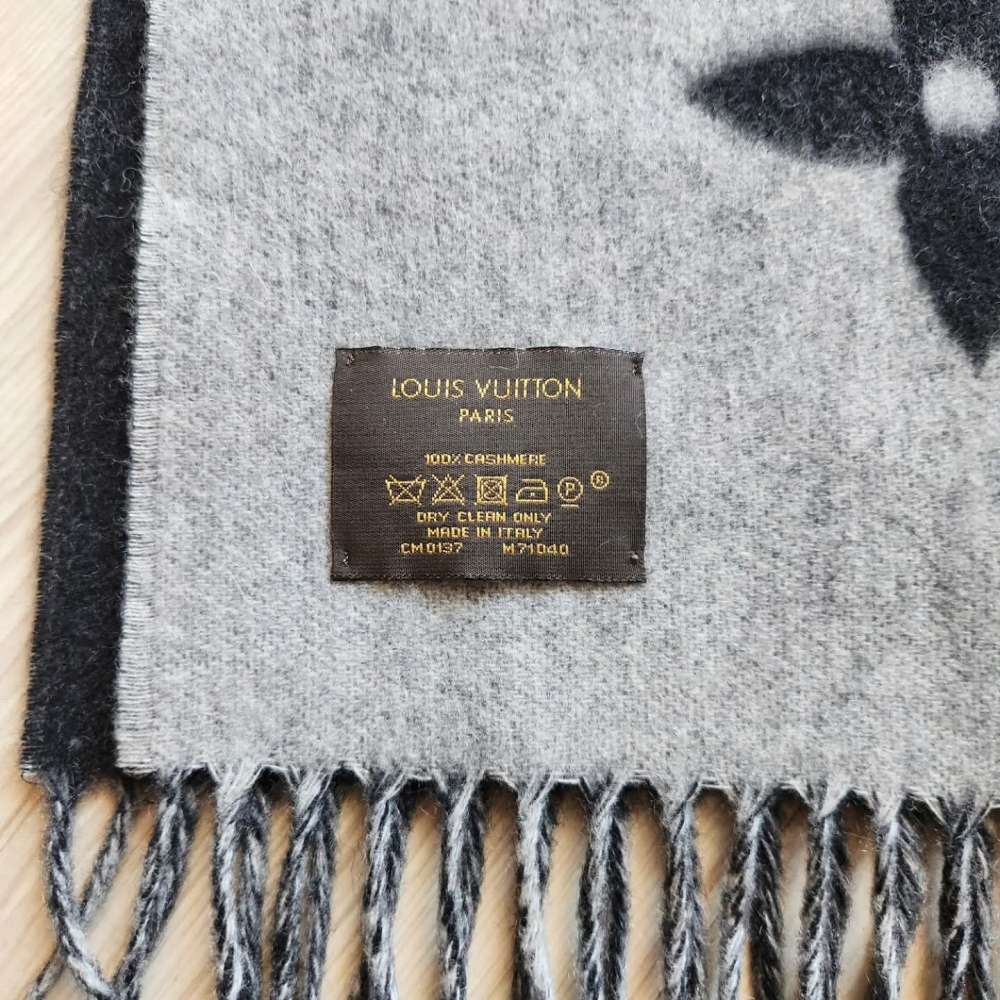 LOUIS VUITTON
PARIS
100% CASHMERE
P ®
DRY CLEAN ONLY
MADE IN ITALY
CM0137 M71040